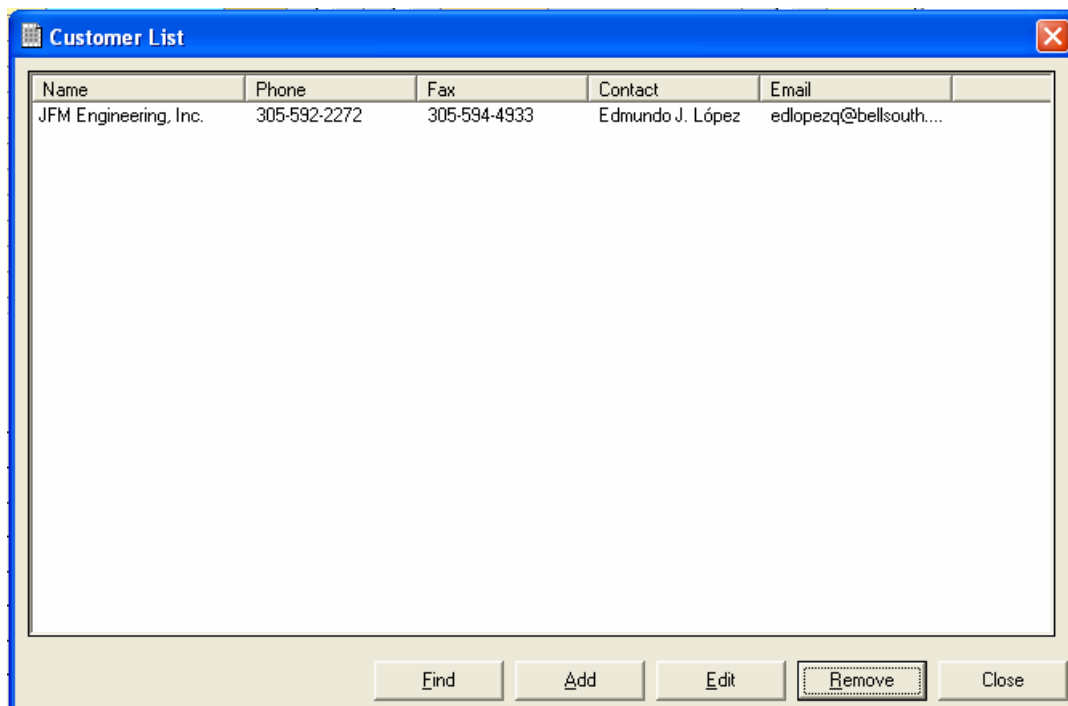 Customer List
Name Phone Fax Contact Email
JFM Engineering, Inc. 305-592-2272 305-594-4933 Edmundo J. López edlopezq@bellsouth....
Find Add Edit Remove Close